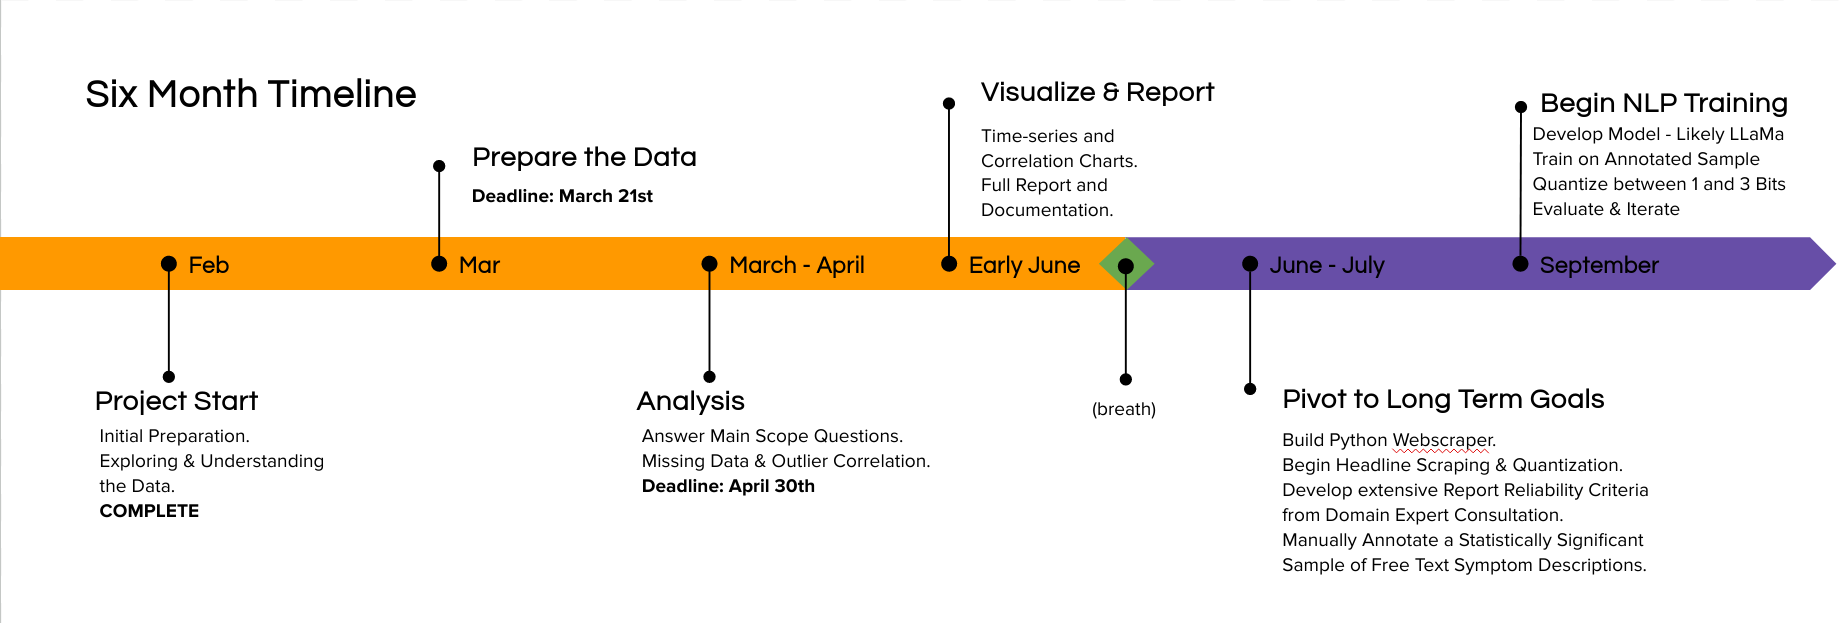 Six Month Timeline
Prepare the Data
Deadline: March 21st
Visualize & Report
Time-series and
Correlation Charts.
Full Report and
Documentation.
Begin NLP Training
Develop Model - Likely LLaMa
Train on Annotated Sample
Quantize between 1 and 3 Bits
Evaluate & Iterate
Feb
Mar
March - April
Early June
June - July
September
Project Start
Initial Preparation.
Exploring & Understanding
the Data.
COMPLETE
Analysis
Answer Main Scope Questions.
Missing Data & Outlier Correlation.
Deadline: April 30th
(breath)
Pivot to Long Term Goals
Build Python Webscraper.
Begin Headline Scraping & Quantization.
Develop extensive Report Reliability Criteria
from Domain Expert Consultation.
Manually Annotate a Statistically Significant
Sample of Free Text Symptom Descriptions.